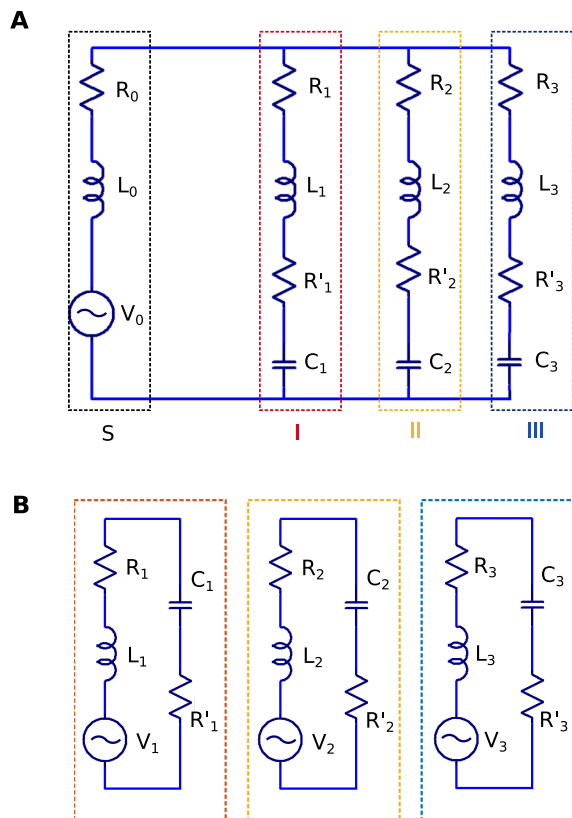 A
R₀ R₁ R₂ R₃
L₀ L₁ L₂ L₃
V₀ R'₁ R'₂ R'₃
C₁ C₂ C₃
S I II III
B
R₁ C₁ R₂ C₂ R₃ C₃
L₁ L₂ L₃
V₁ R'₁ V₂ R'₂ V₃ R'₃